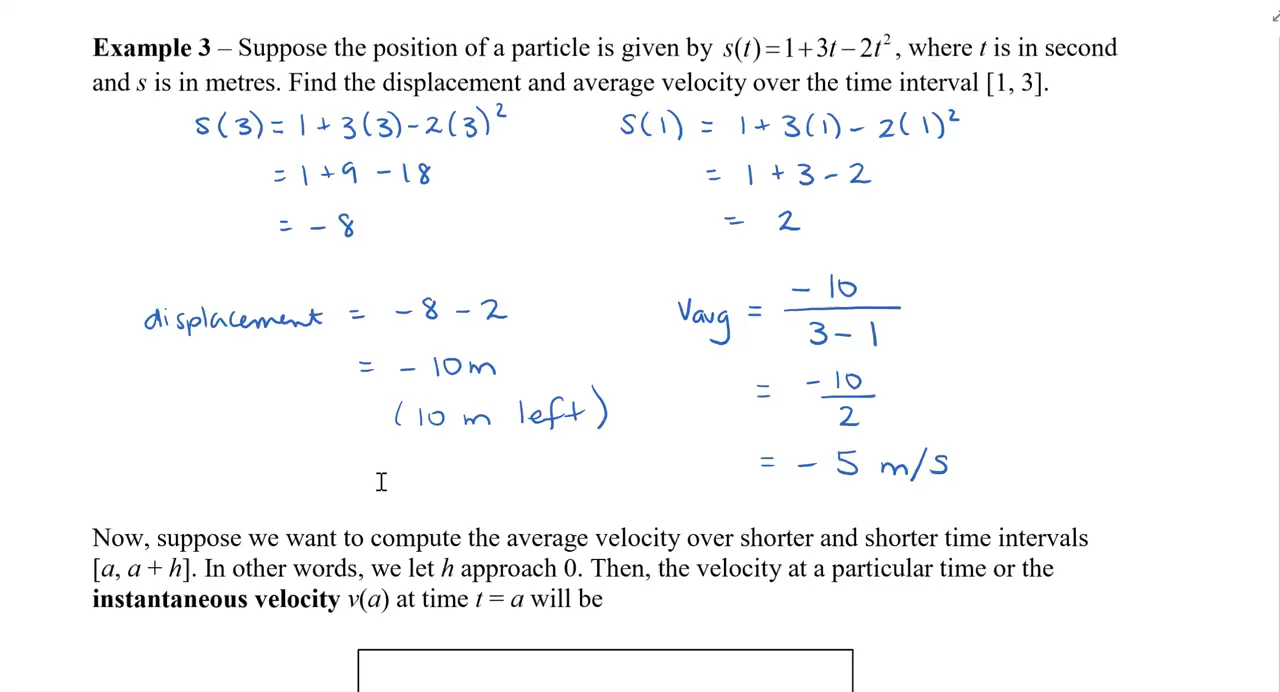 Example 3 – Suppose the position of a particle is given by s(t)=1+3t−2t², where t is in second
and s is in metres. Find the displacement and average velocity over the time interval [1, 3].
s(3) = 1 + 3(3) − 2(3)²
= 1 + 9 − 18
= − 8
s(1) = 1 + 3(1) − 2(1)²
= 1 + 3 − 2
= 2
displacement = − 8 − 2
= − 10 m
(10 m left)
Vavg = − 10 / 3 − 1
= − 10 / 2
= − 5 m/s
Now, suppose we want to compute the average velocity over shorter and shorter time intervals
[a, a + h]. In other words, we let h approach 0. Then, the velocity at a particular time or the
instantaneous velocity v(a) at time t = a will be